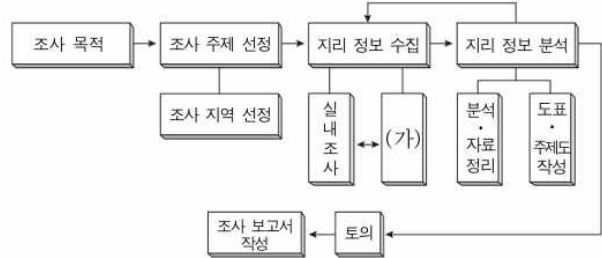 조사 목적
조사 주제 선정
지리 정보 수집
지리 정보 분석
조사 지역 선정
실
내
조
사
(가)
분
석
·
자료
정리
도
표
·
주제도
작성
조사 보고서
작성
토의